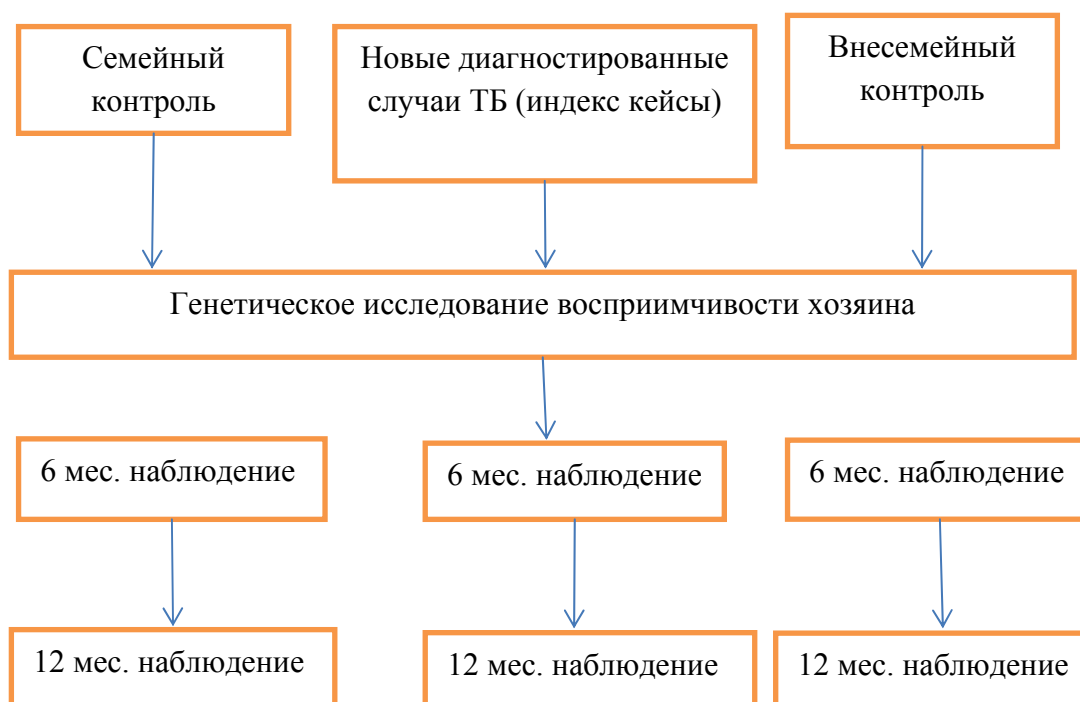 Семейный
контроль
Новые диагностированные
случаи ТБ (индекс кейсы)
Внесемейный
контроль
Генетическое исследование восприимчивости хозяина
6 мес. наблюдение
6 мес. наблюдение
6 мес. наблюдение
12 мес. наблюдение
12 мес. наблюдение
12 мес. наблюдение